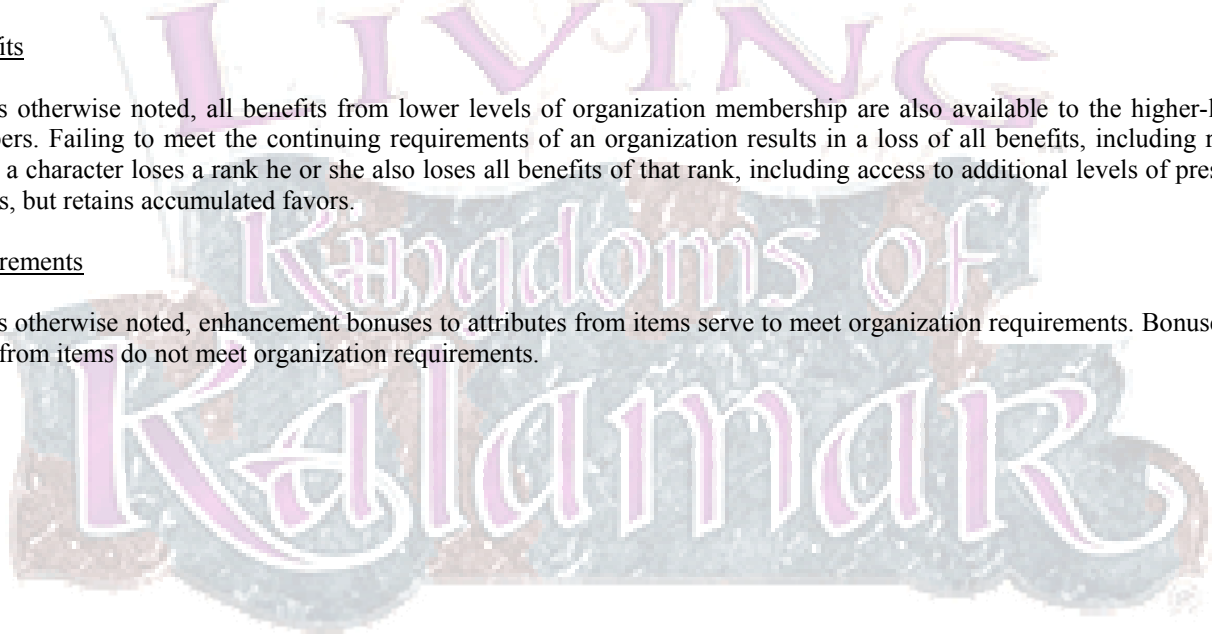 LIVING
fits
s otherwise noted, all benefits from lower levels of organization membership are also available to the higher-l
bers. Failing to meet the continuing requirements of an organization results in a loss of all benefits, including r
a character loses a rank he or she also loses all benefits of that rank, including access to additional levels of pres
s, but retains accumulated favors.
Kingdoms of
rements
s otherwise noted, enhancement bonuses to attributes from items serve to meet organization requirements. Bonuse
from items do not meet organization requirements.
Kalamar